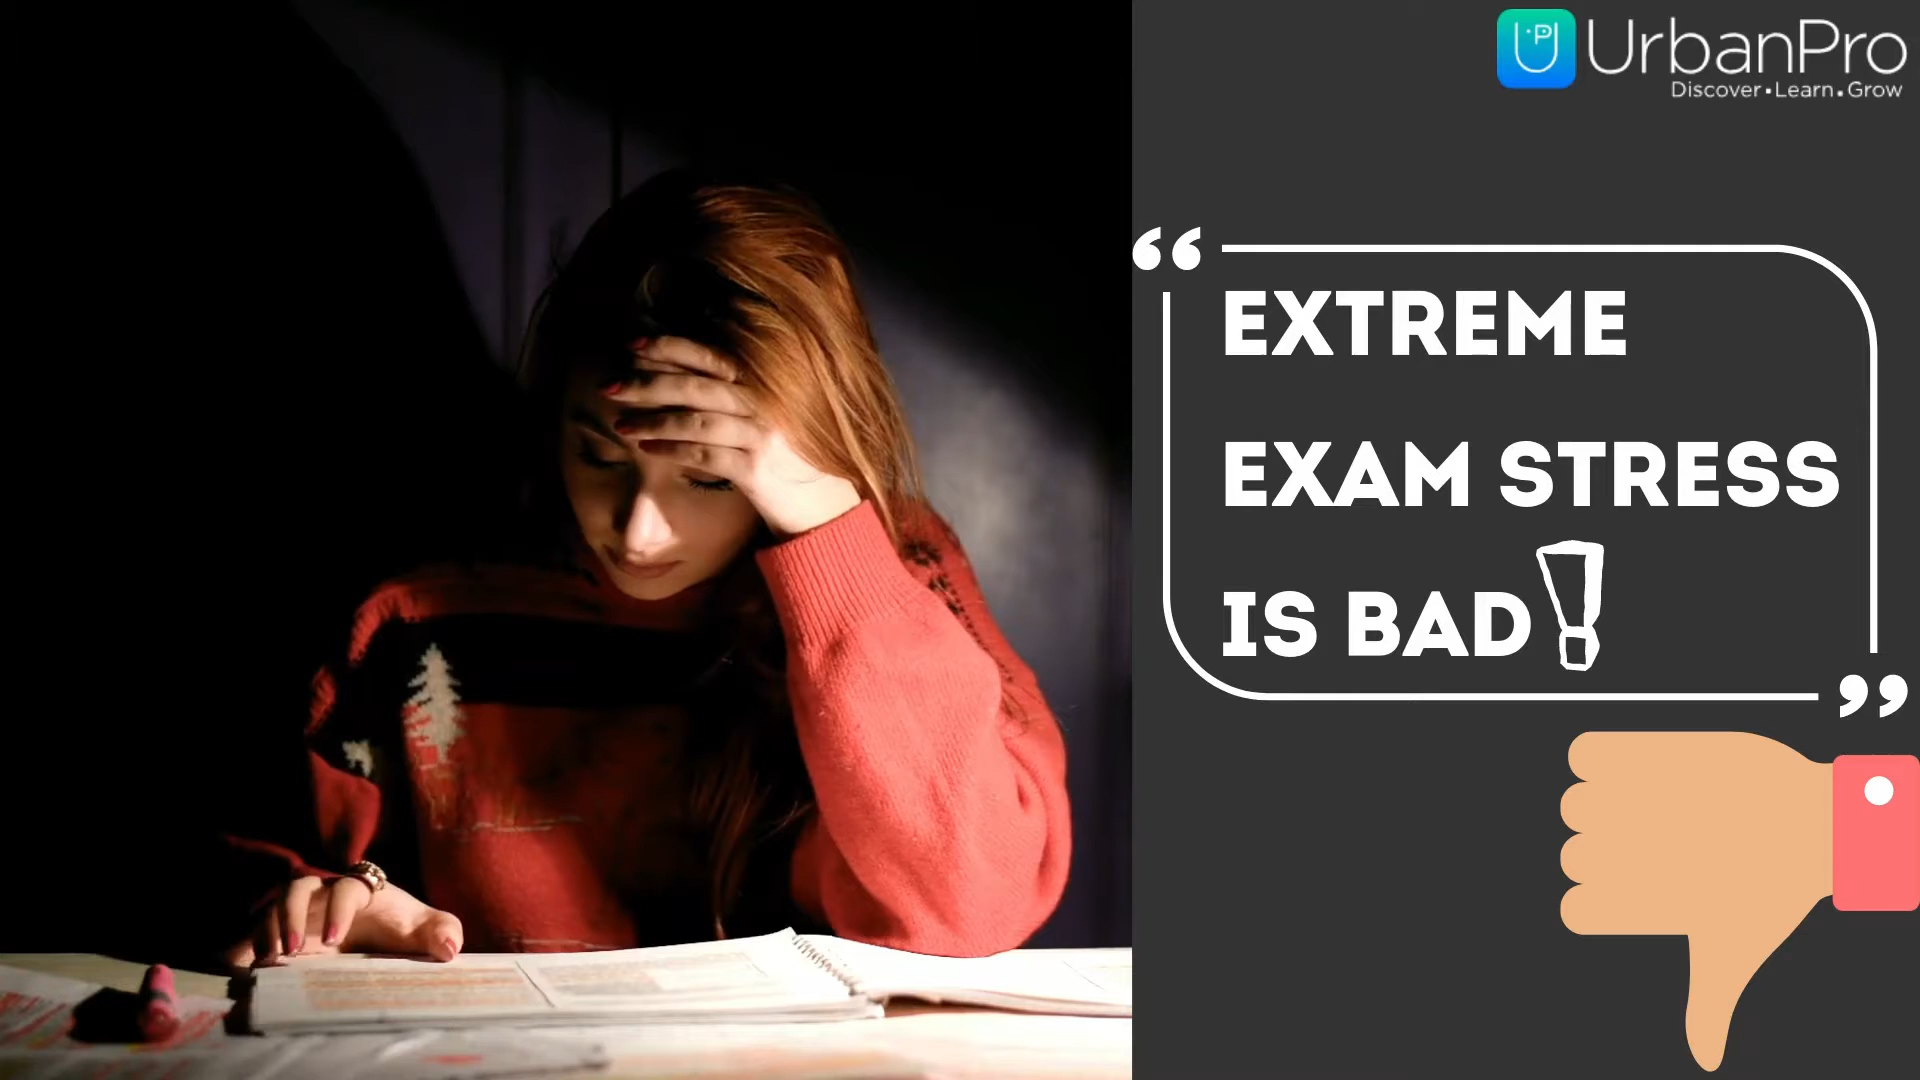 UrbanPro
Discover ▪ Learn ▪ Grow
“
EXTREME
EXAM STRESS
IS BAD!
”